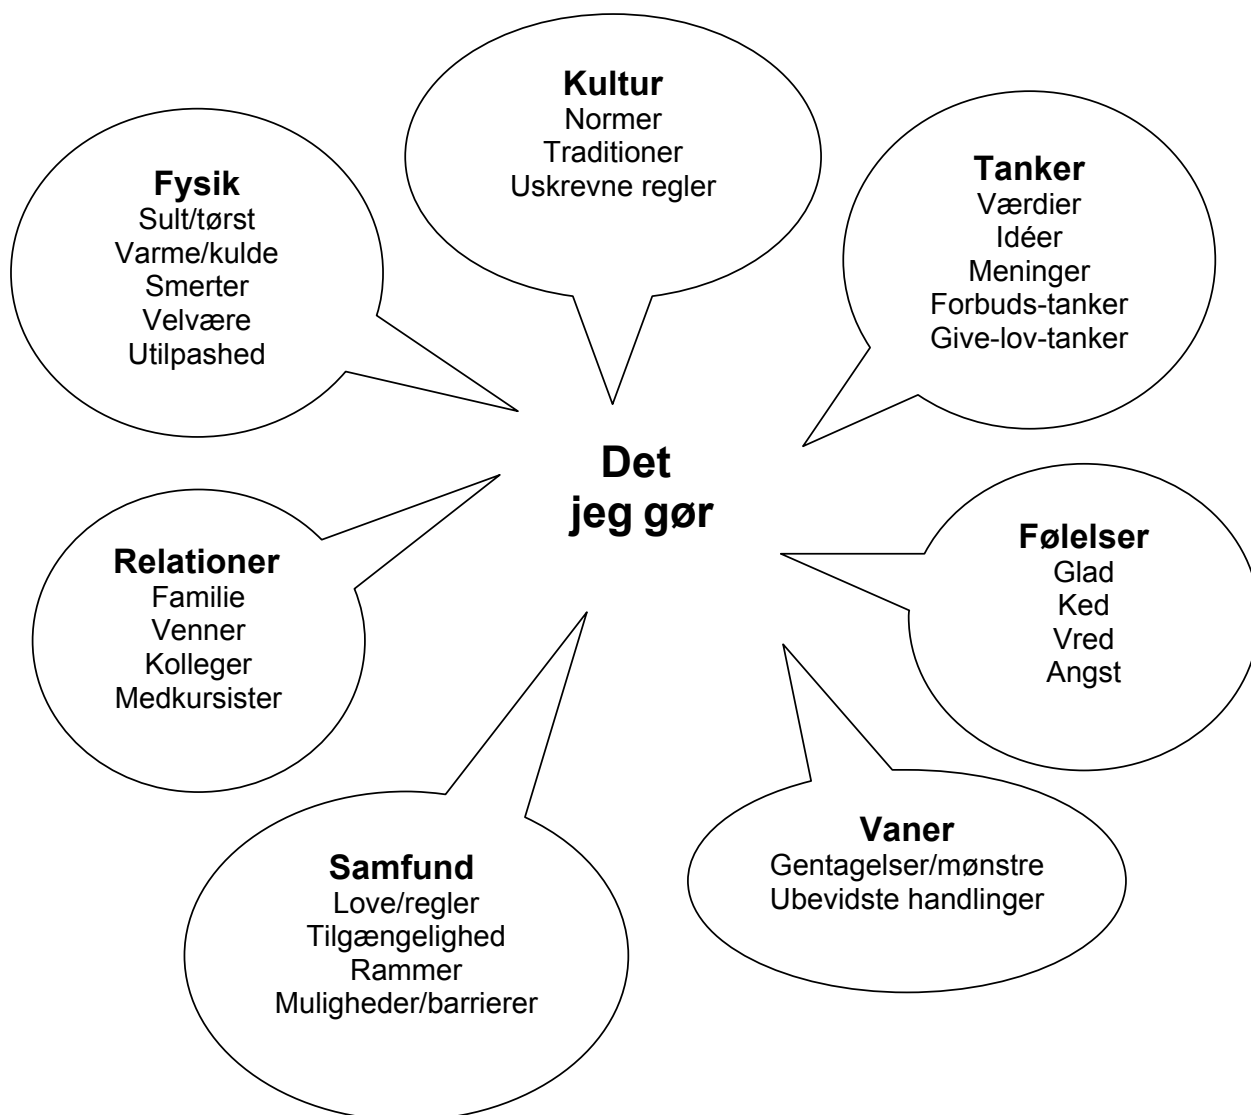 Kultur
Normer
Traditioner
Uskrevne regler
Fysik
Sult/tørst
Varme/kulde
Smerter
Velvære
Utilpashed
Tanker
Værdier
Idéer
Meninger
Forbuds-tanker
Give-lov-tanker
Det
jeg gør
Relationer
Familie
Venner
Kolleger
Medkursister
Følelser
Glad
Ked
Vred
Angst
Samfund
Love/regler
Tilgængelighed
Rammer
Muligheder/barrierer
Vaner
Gentagelser/mønstre
Ubevidste handlinger